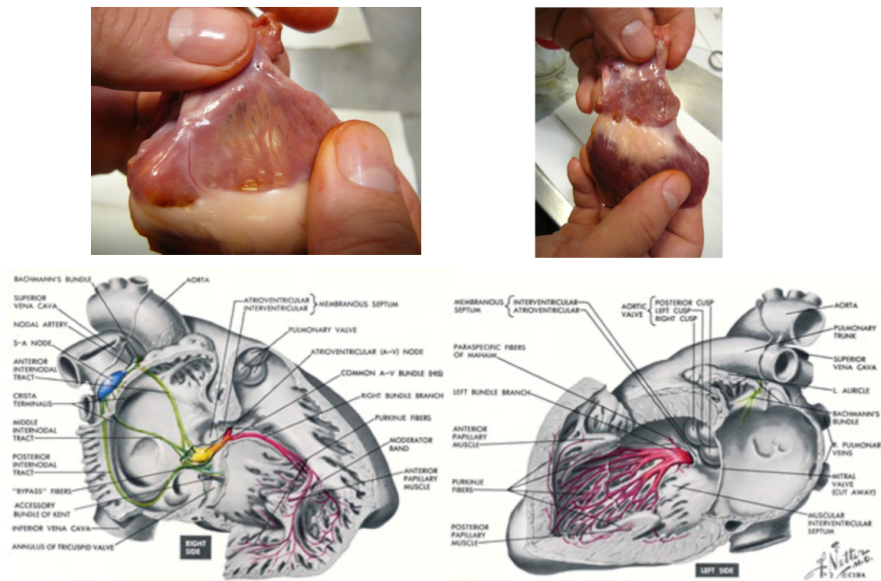 BACHMANN'S BUNDLE
AORTA
SUPERIOR
VENA CAVA
NODAL ARTERY
S-A NODE
ANTERIOR
INTERNODAL
TRACT
CRISTA
TERMINALIS
MIDDLE
INTERNODAL
TRACT
POSTERIOR
INTERNODAL
TRACT
"BYPASS" FIBERS
ACCESSORY
BUNDLE OF KENT
INFERIOR VENA CAVA
ANNULUS OF TRICUSPID VALVE
ATRIOVENTRICULAR
INTERVENTRICULAR
MEMBRANOUS SEPTUM
PULMONARY VALVE
ATRIOVENTRICULAR (A-V) NODE
COMMON A-V BUNDLE (HIS)
RIGHT BUNDLE BRANCH
PURKINJE FIBERS
MODERATOR
BAND
ANTERIOR
PAPILLARY
MUSCLE
RIGHT
SIDE
MEMBRANOUS
SEPTUM
INTERVENTRICULAR
ATRIOVENTRICULAR
AORTIC
VALVE
POSTERIOR CUSP
LEFT CUSP
RIGHT CUSP
PARASPECIFIC FIBERS
OF MAHAIM
LEFT BUNDLE BRANCH
ANTERIOR
PAPILLARY
MUSCLE
PURKINJE
FIBERS
POSTERIOR
PAPILLARY
MUSCLE
AORTA
PULMONARY
TRUNK
SUPERIOR
VENA CAVA
L. AURICLE
BACHMANN'S
BUNDLE
R. PULMONARY
VEINS
MITRAL
VALVE
(CUT AWAY)
MUSCULAR
INTERVENTRICULAR
SEPTUM
LEFT SIDE
F. Netter
M.D.
©CIBA